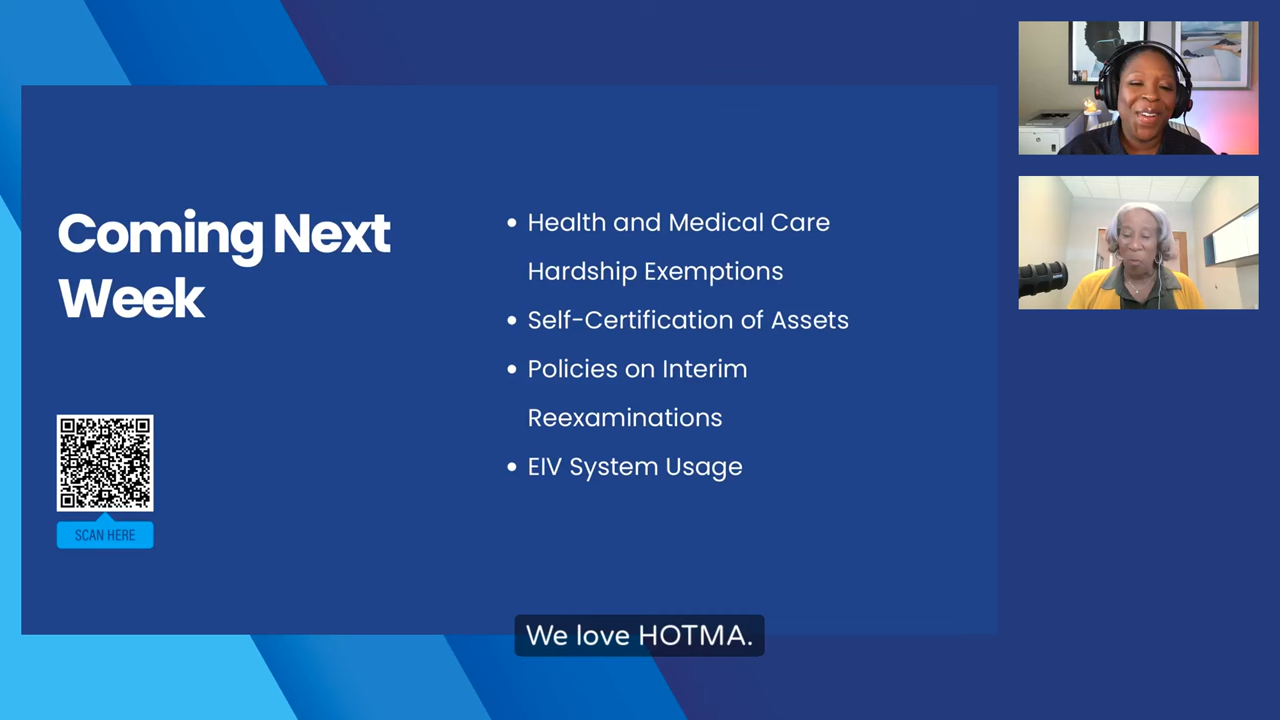 Coming Next
Week
• Health and Medical Care
Hardship Exemptions
• Self-Certification of Assets
• Policies on Interim
Reexaminations
• EIV System Usage
SCAN HERE
We love HOTMA.